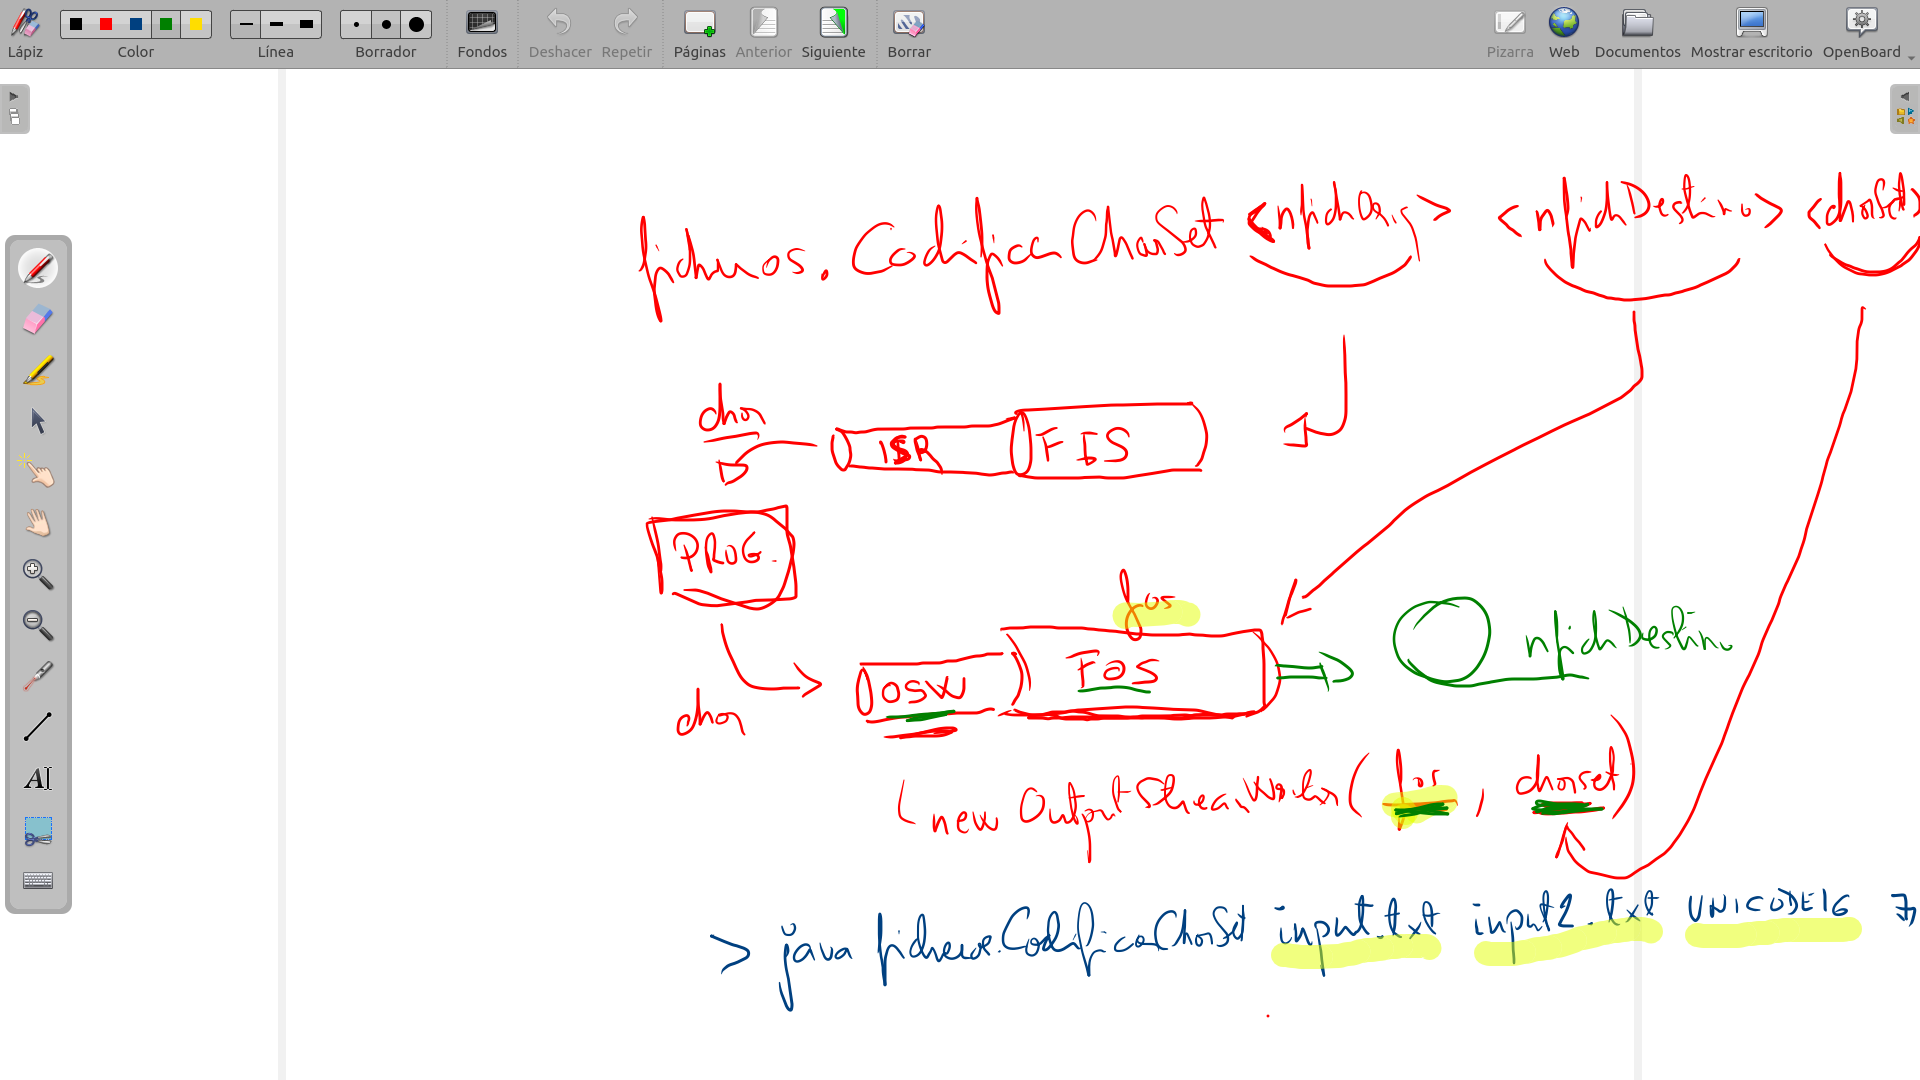 Lápiz Color Línea Borrador Fondos Deshacer Repetir Páginas Anterior Siguiente Borrar Pizarra Web Documentos Mostrar escritorio OpenBoard
ficheros.CodificaCharSet <nfichOrig> <nfichDestino> <charSet>
char
ISR FIS
PROG.
fos
OSW FOS
nfichDestino
char
new OutputStreamWriter(fos, charset)
> java ficheros.CodificaCharSet input.txt input2.txt UNICODE16
AI